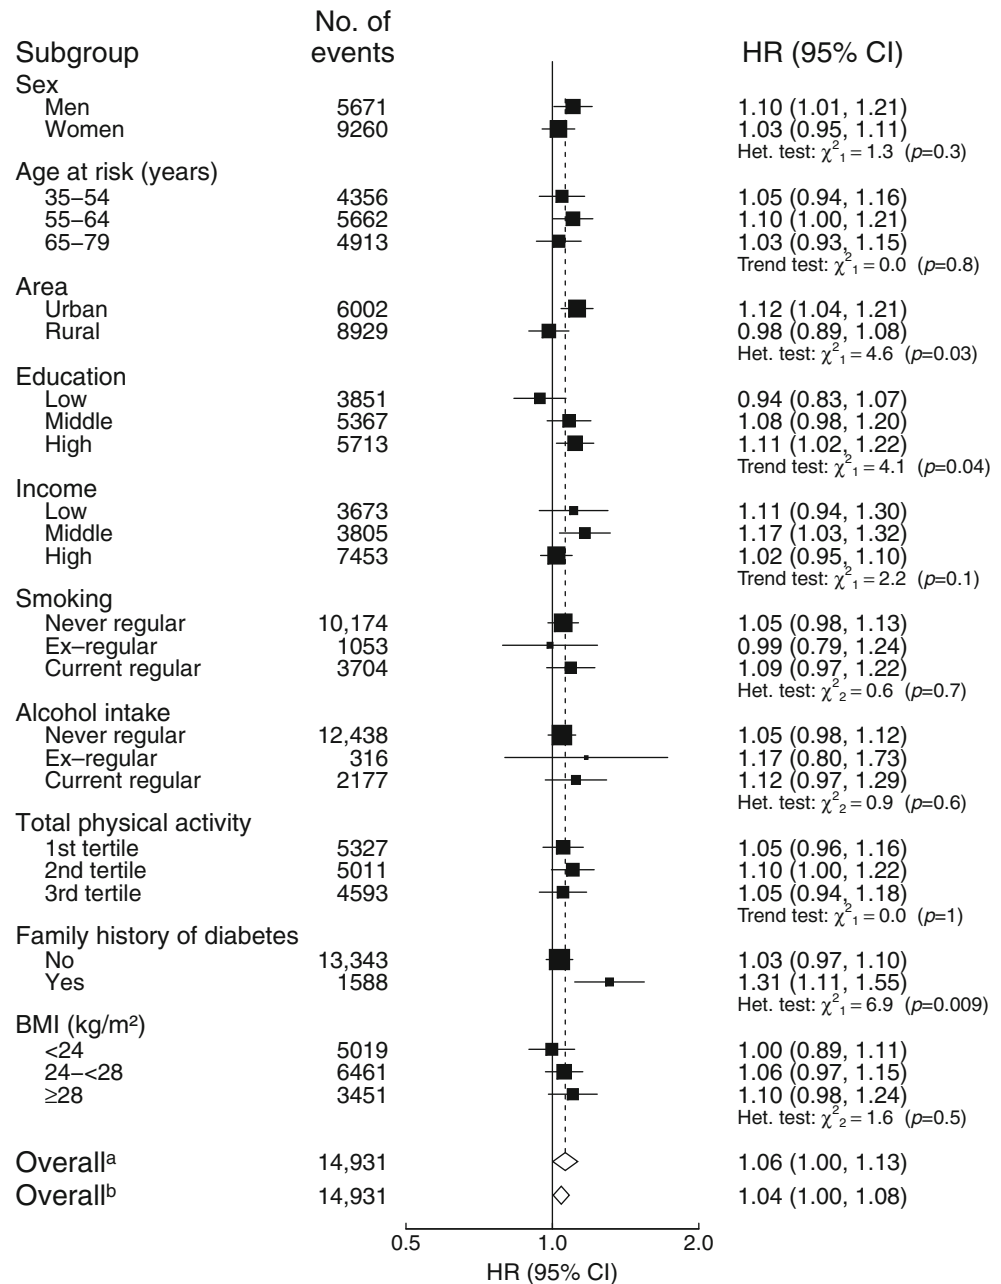 Subgroup No. of events HR (95% CI)
Sex
Men 5671 1.10 (1.01, 1.21)
Women 9260 1.03 (0.95, 1.11)
Het. test: χ²₁ = 1.3 (p=0.3)
Age at risk (years)
35–54 4356 1.05 (0.94, 1.16)
55–64 5662 1.10 (1.00, 1.21)
65–79 4913 1.03 (0.93, 1.15)
Trend test: χ²₁ = 0.0 (p=0.8)
Area
Urban 6002 1.12 (1.04, 1.21)
Rural 8929 0.98 (0.89, 1.08)
Het. test: χ²₁ = 4.6 (p=0.03)
Education
Low 3851 0.94 (0.83, 1.07)
Middle 5367 1.08 (0.98, 1.20)
High 5713 1.11 (1.02, 1.22)
Trend test: χ²₁ = 4.1 (p=0.04)
Income
Low 3673 1.11 (0.94, 1.30)
Middle 3805 1.17 (1.03, 1.32)
High 7453 1.02 (0.95, 1.10)
Trend test: χ²₁ = 2.2 (p=0.1)
Smoking
Never regular 10,174 1.05 (0.98, 1.13)
Ex–regular 1053 0.99 (0.79, 1.24)
Current regular 3704 1.09 (0.97, 1.22)
Het. test: χ²₂ = 0.6 (p=0.7)
Alcohol intake
Never regular 12,438 1.05 (0.98, 1.12)
Ex–regular 316 1.17 (0.80, 1.73)
Current regular 2177 1.12 (0.97, 1.29)
Het. test: χ²₂ = 0.9 (p=0.6)
Total physical activity
1st tertile 5327 1.05 (0.96, 1.16)
2nd tertile 5011 1.10 (1.00, 1.22)
3rd tertile 4593 1.05 (0.94, 1.18)
Trend test: χ²₁ = 0.0 (p=1)
Family history of diabetes
No 13,343 1.03 (0.97, 1.10)
Yes 1588 1.31 (1.11, 1.55)
Het. test: χ²₁ = 6.9 (p=0.009)
BMI (kg/m²)
<24 5019 1.00 (0.89, 1.11)
24–<28 6461 1.06 (0.97, 1.15)
≥28 3451 1.10 (0.98, 1.24)
Het. test: χ²₂ = 1.6 (p=0.5)
Overallᵃ 14,931 1.06 (1.00, 1.13)
Overallᵇ 14,931 1.04 (1.00, 1.08)
0.5 1.0 2.0
HR (95% CI)